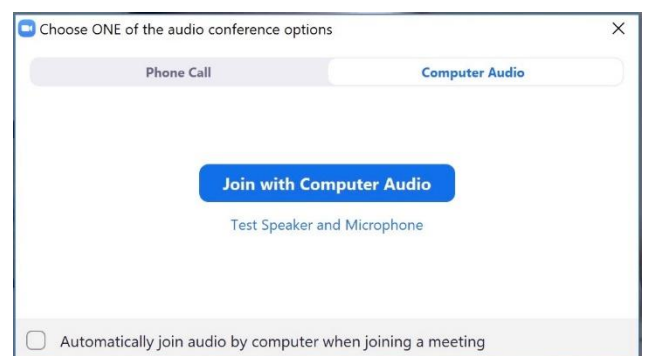 Choose ONE of the audio conference options
Phone Call
Computer Audio
Join with Computer Audio
Test Speaker and Microphone
Automatically join audio by computer when joining a meeting